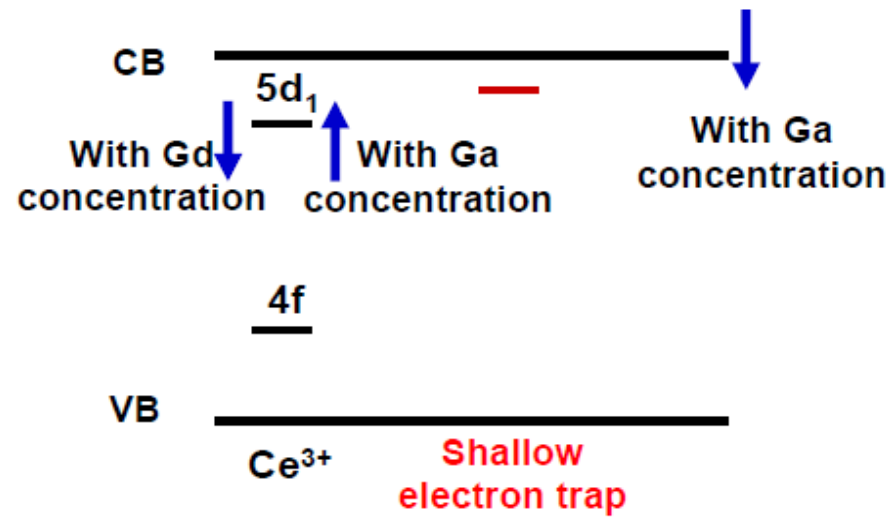 CB
5d₁
With Gd
concentration
With Ga
concentration
With Ga
concentration
4f
VB
Ce³⁺
Shallow
electron trap